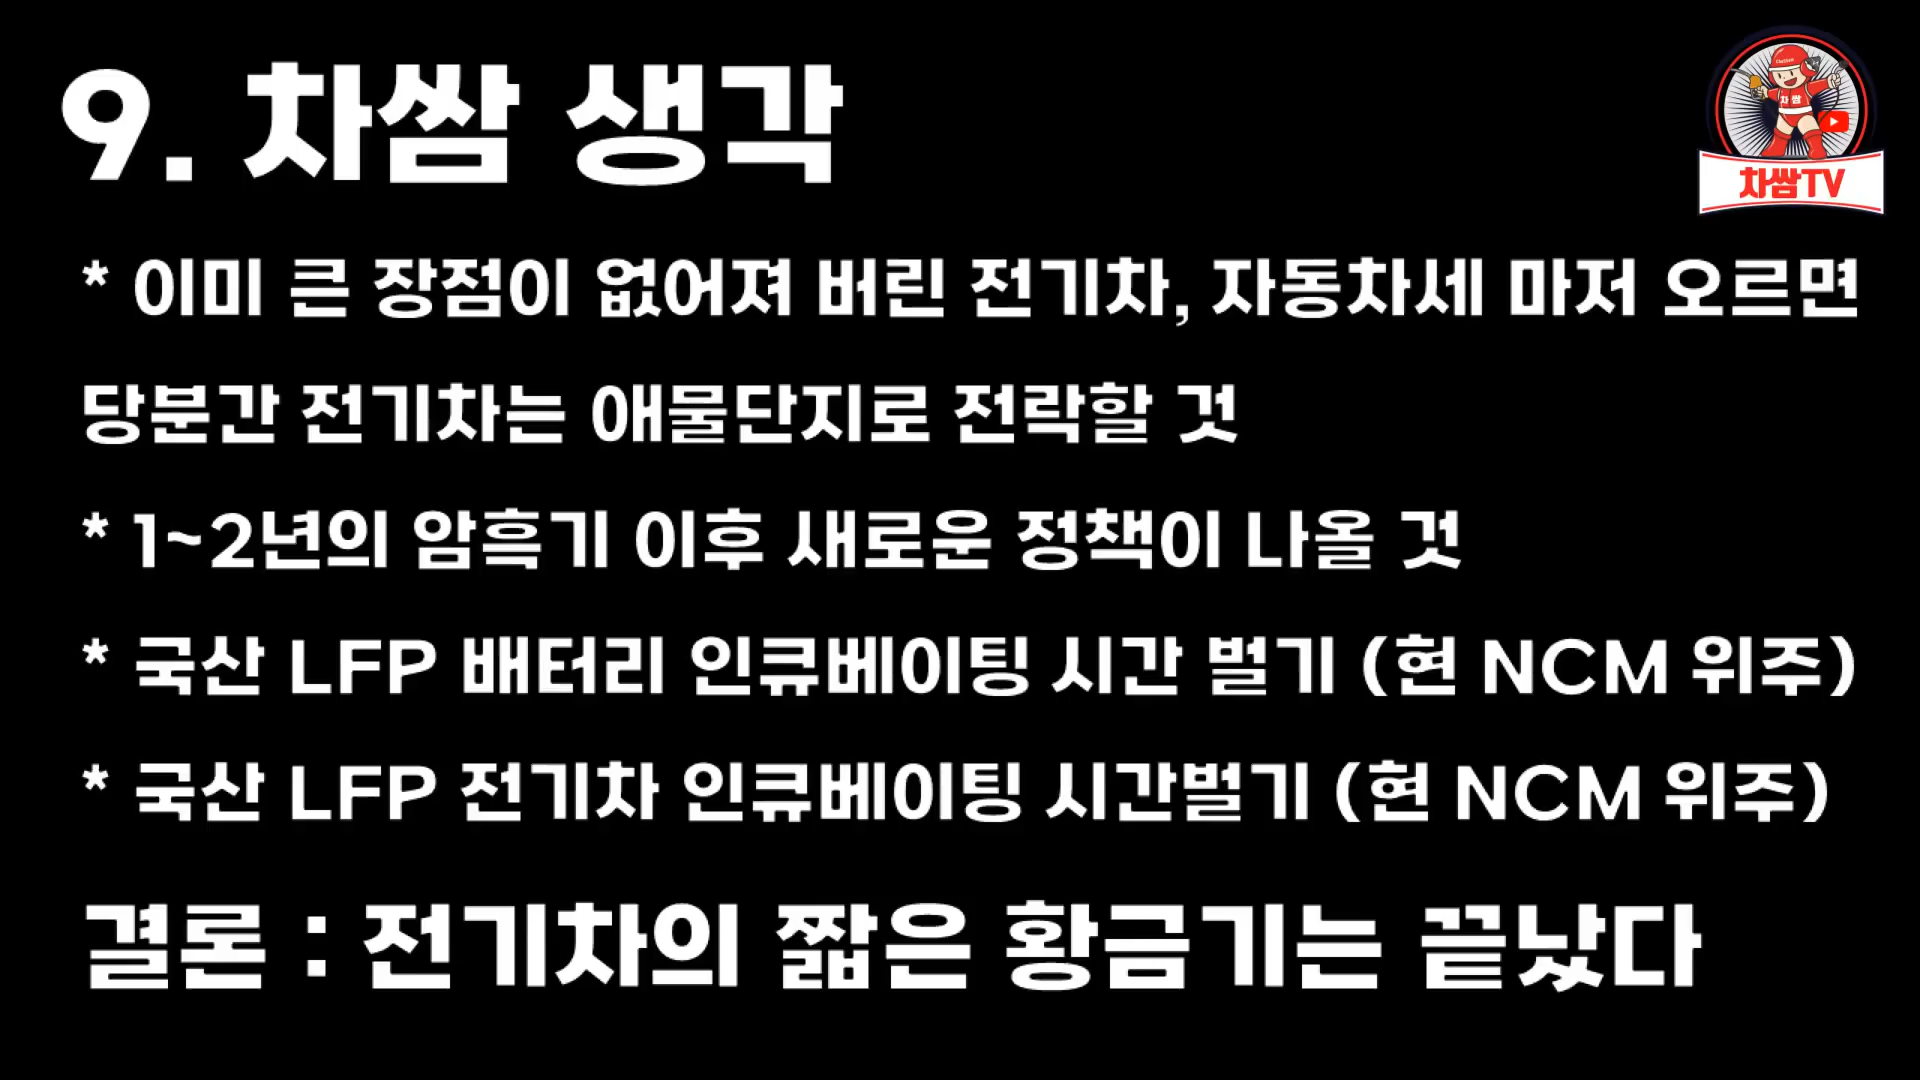 9. 차쌈 생각
차쌈
차쌈TV
* 이미 큰 장점이 없어져 버린 전기차, 자동차세 마저 오르면
당분간 전기차는 애물단지로 전락할 것
* 1~2년의 암흑기 이후 새로운 정책이 나올 것
* 국산 LFP 배터리 인큐베이팅 시간 벌기 (현 NCM 위주)
* 국산 LFP 전기차 인큐베이팅 시간벌기 (현 NCM 위주)
결론 : 전기차의 짧은 황금기는 끝났다